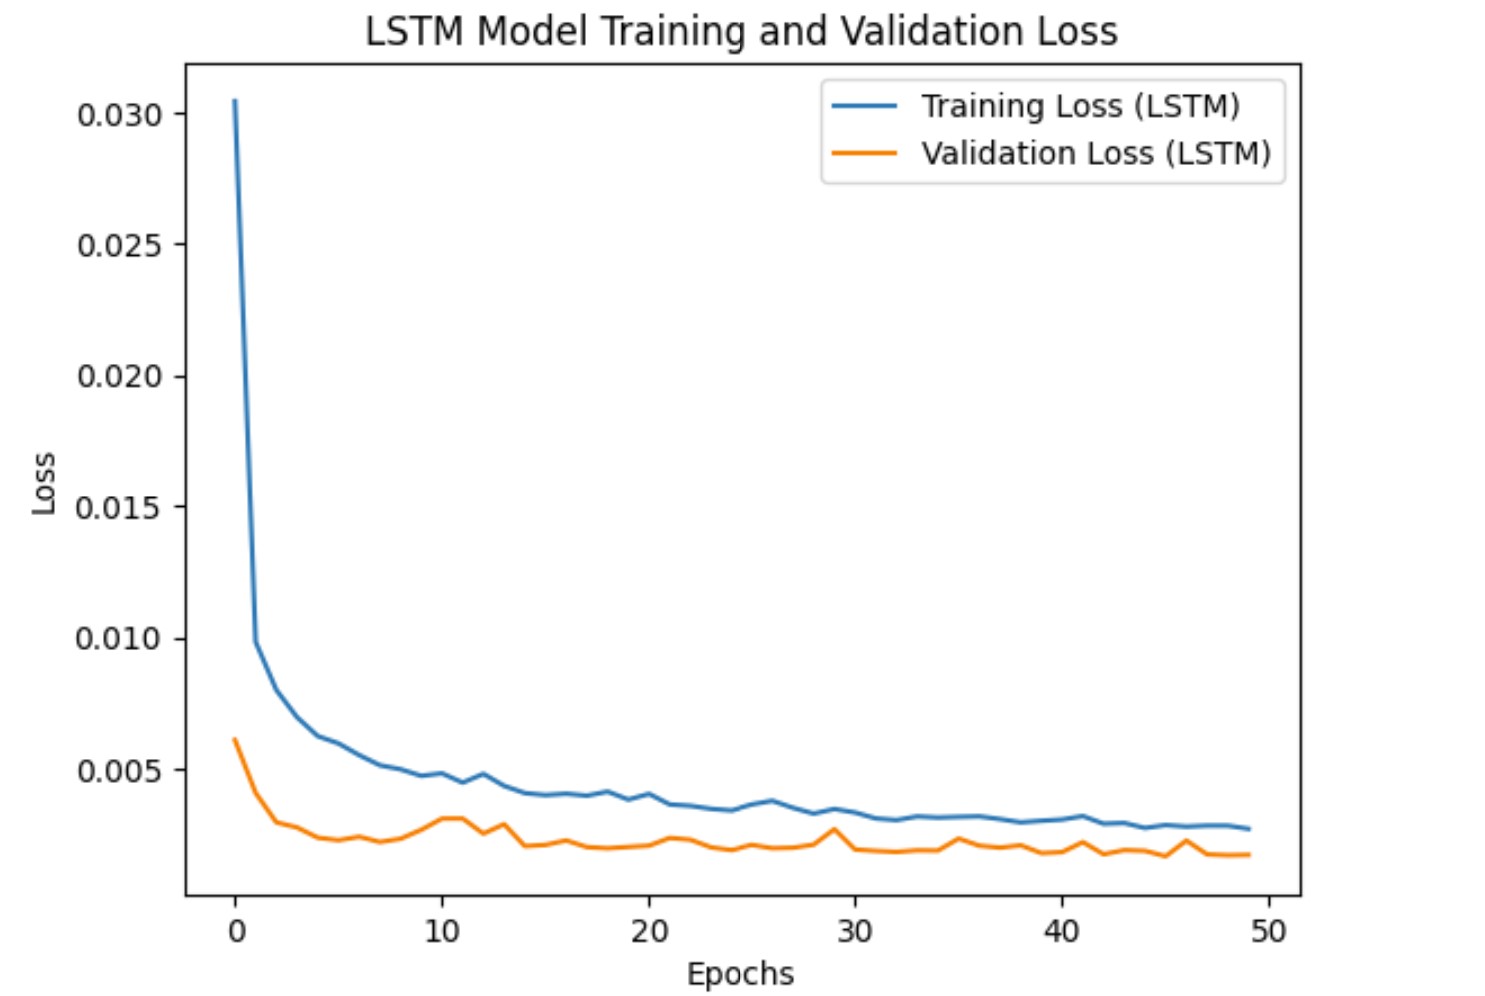 LSTM Model Training and Validation Loss
Training Loss (LSTM)
Validation Loss (LSTM)
0.030
0.025
0.020
0.015
0.010
0.005
Loss
0 10 20 30 40 50
Epochs